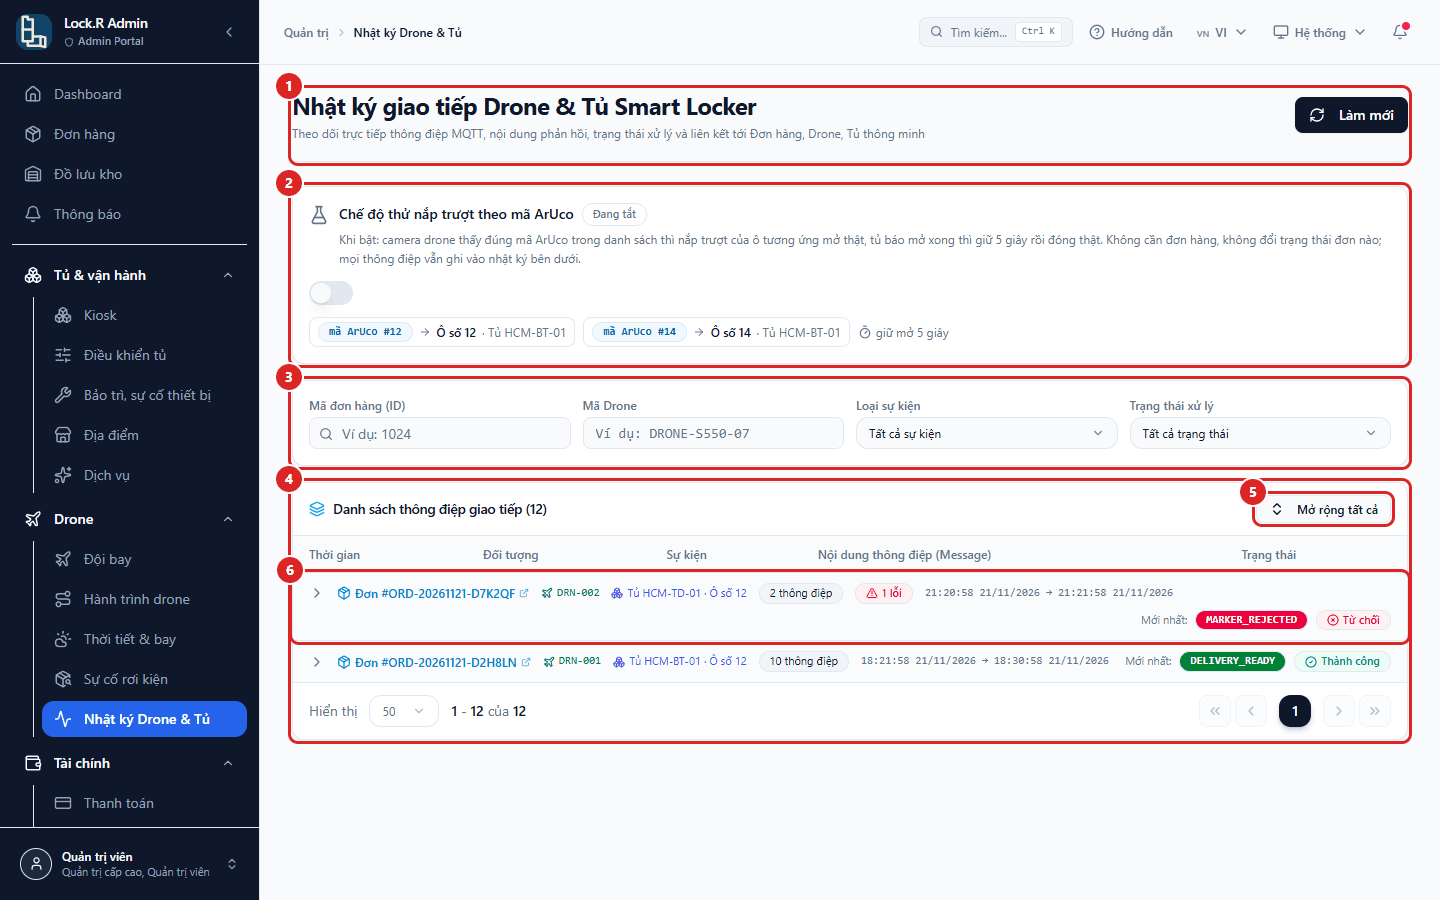 Lock.R Admin
Admin Portal
Dashboard
Đơn hàng
Đồ lưu kho
Thông báo
Tủ & vận hành
Kiosk
Điều khiển tủ
Bảo trì, sự cố thiết bị
Địa điểm
Dịch vụ
Drone
Đội bay
Hành trình drone
Thời tiết & bay
Sự cố rơi kiện
Nhật ký Drone & Tủ
Tài chính
Thanh toán
Quản trị viên
Quản trị cấp cao, Quản trị viên
Quản trị
Nhật ký Drone & Tủ
Tìm kiếm...
Ctrl K
Hướng dẫn
VN VI
Hệ thống
1
Nhật ký giao tiếp Drone & Tủ Smart Locker
Theo dõi trực tiếp thông điệp MQTT, nội dung phản hồi, trạng thái xử lý và liên kết tới Đơn hàng, Drone, Tủ thông minh
Làm mới
2
Chế độ thử nắp trượt theo mã ArUco
Đang tắt
Khi bật: camera drone thấy đúng mã ArUco trong danh sách thì nắp trượt của ô tương ứng mở thật, tủ báo mở xong thì giữ 5 giây rồi đóng thật. Không cần đơn hàng, không đổi trạng thái đơn nào;
mọi thông điệp vẫn ghi vào nhật ký bên dưới.
mã ArUco #12 → Ô số 12 · Tủ HCM-BT-01
mã ArUco #14 → Ô số 14 · Tủ HCM-BT-01
giữ mở 5 giây
3
Mã đơn hàng (ID)
Ví dụ: 1024
Mã Drone
Ví dụ: DRONE-S550-07
Loại sự kiện
Tất cả sự kiện
Trạng thái xử lý
Tất cả trạng thái
4
Danh sách thông điệp giao tiếp (12)
5
Mở rộng tất cả
Thời gian
Đối tượng
Sự kiện
Nội dung thông điệp (Message)
Trạng thái
6
Đơn #ORD-20261121-D7K2QF
DRN-002
Tủ HCM-TD-01 · Ô số 12
2 thông điệp
1 lỗi
21:20:58 21/11/2026 → 21:21:58 21/11/2026
Mới nhất:
MARKER_REJECTED
Từ chối
Đơn #ORD-20261121-D2H8LN
DRN-001
Tủ HCM-BT-01 · Ô số 12
10 thông điệp
18:21:58 21/11/2026 → 18:30:58 21/11/2026
Mới nhất:
DELIVERY_READY
Thành công
Hiển thị
50
1 - 12 của 12
1